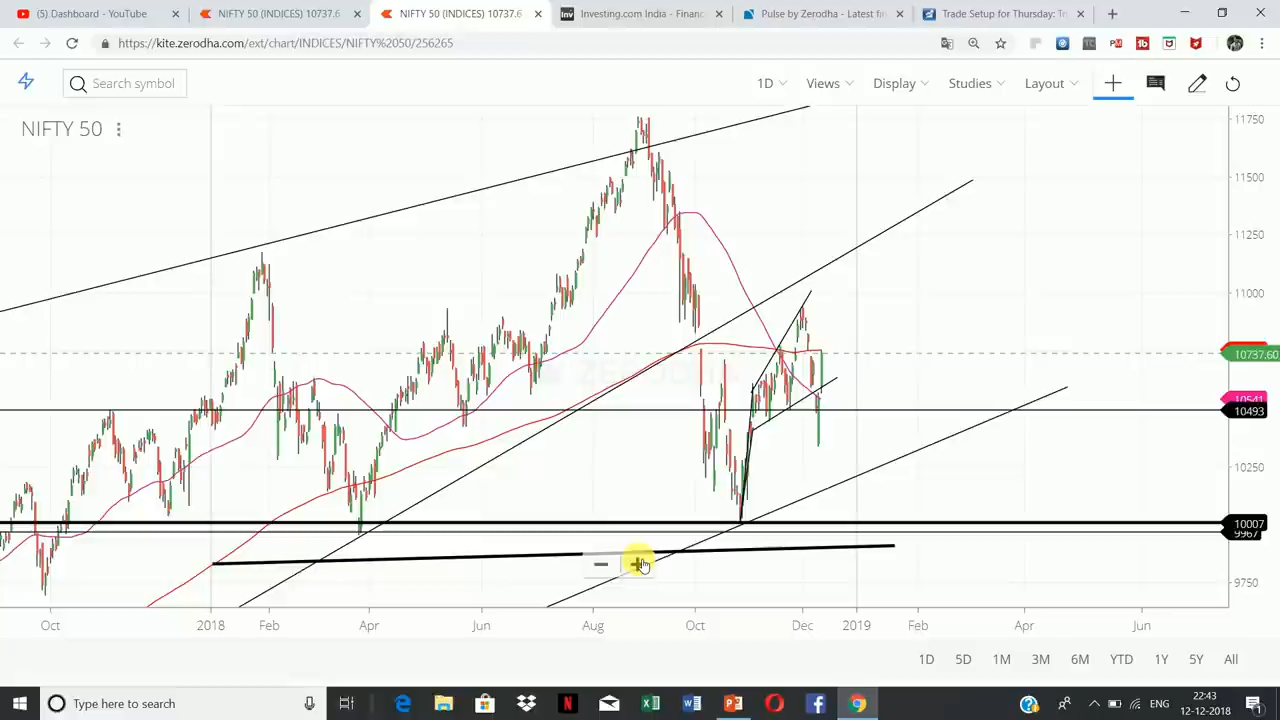 (5) Dashboard - YouTube
NIFTY 50 (INDICES) 10737.6
NIFTY 50 (INDICES) 10737.6
Investing.com India - Financ
Pulse by Zerodha - Latest fin
Trade Setup for Thursday: T
https://kite.zerodha.com/ext/chart/INDICES/NIFTY%2050/256265
Search symbol
1D
Views
Display
Studies
Layout
NIFTY 50
11750
11500
11250
11000
10737.60
10541
10493
10250
10007
9967
9750
ZERODHA
Oct
2018
Feb
Apr
Jun
Aug
Oct
Dec
2019
Feb
Apr
Jun
1D
5D
1M
3M
6M
YTD
1Y
5Y
All
Type here to search
ENG
22:43
12-12-2018